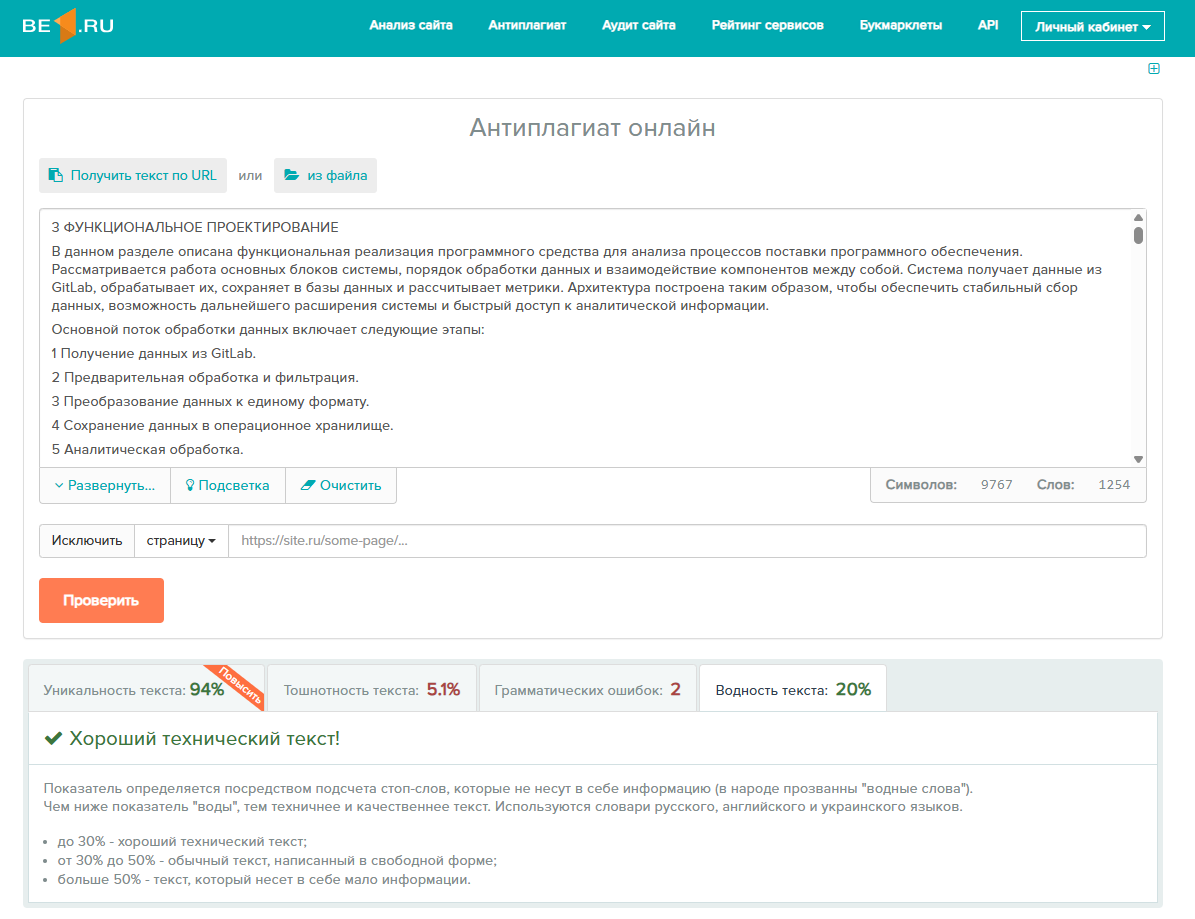 BE1.RU
Анализ сайта Антиплагиат Аудит сайта Рейтинг сервисов Букмарклеты API Личный кабинет
Антиплагиат онлайн
Получить текст по URL или из файла
3 ФУНКЦИОНАЛЬНОЕ ПРОЕКТИРОВАНИЕ
В данном разделе описана функциональная реализация программного средства для анализа процессов поставки программного обеспечения.
Рассматривается работа основных блоков системы, порядок обработки данных и взаимодействие компонентов между собой. Система получает данные из
GitLab, обрабатывает их, сохраняет в базы данных и рассчитывает метрики. Архитектура построена таким образом, чтобы обеспечить стабильный сбор
данных, возможность дальнейшего расширения системы и быстрый доступ к аналитической информации.
Основной поток обработки данных включает следующие этапы:
1 Получение данных из GitLab.
2 Предварительная обработка и фильтрация.
3 Преобразование данных к единому формату.
4 Сохранение данных в операционное хранилище.
5 Аналитическая обработка.
Развернуть... Подсветка Очистить Символов: 9767 Слов: 1254
Исключить страницу https://site.ru/some-page/...
Проверить
Уникальность текста: 94% Повысить Тошнотность текста: 5.1% Грамматических ошибок: 2 Водность текста: 20%
Хороший технический текст!
Показатель определяется посредством подсчета стоп-слов, которые не несут в себе информацию (в народе прозванны "водные слова").
Чем ниже показатель "воды", тем техничнее и качественнее текст. Используются словари русского, английского и украинского языков.
• до 30% - хороший технический текст;
• от 30% до 50% - обычный текст, написанный в свободной форме;
• больше 50% - текст, который несет в себе мало информации.